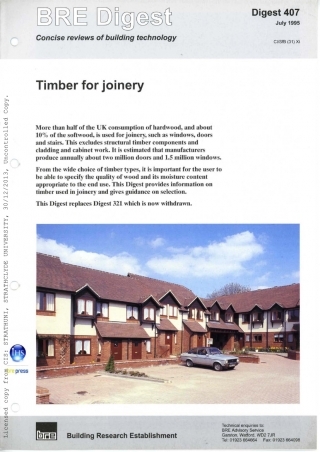 BRE Digest
Concise reviews of building technology
Digest 407
July 1995
CI/SfB (31) Xi
Timber for joinery
More than half of the UK consumption of hardwood, and about
10% of the softwood, is used for joinery, such as windows, doors
and stairs. This excludes structural timber components and
cladding and cabinet work. It is estimated that manufacturers
produce annually about two million doors and 1.5 million windows.
From the wide choice of timber types, it is important for the user to
be able to specify the quality of wood and its moisture content
appropriate to the end use. This Digest provides information on
timber used in joinery and gives guidance on selection.
This Digest replaces Digest 321 which is now withdrawn.
Licensed copy from CIS: STRATHUNI, STRATHCLYDE UNIVERSITY, 30/12/2013, Uncontrolled Copy.
IHS
brepress
bre
Building Research Establishment
Technical enquiries to:
BRE Advisory Service
Garston, Watford, WD2 7JR
Tel 01923 664664 Fax 01923 664098